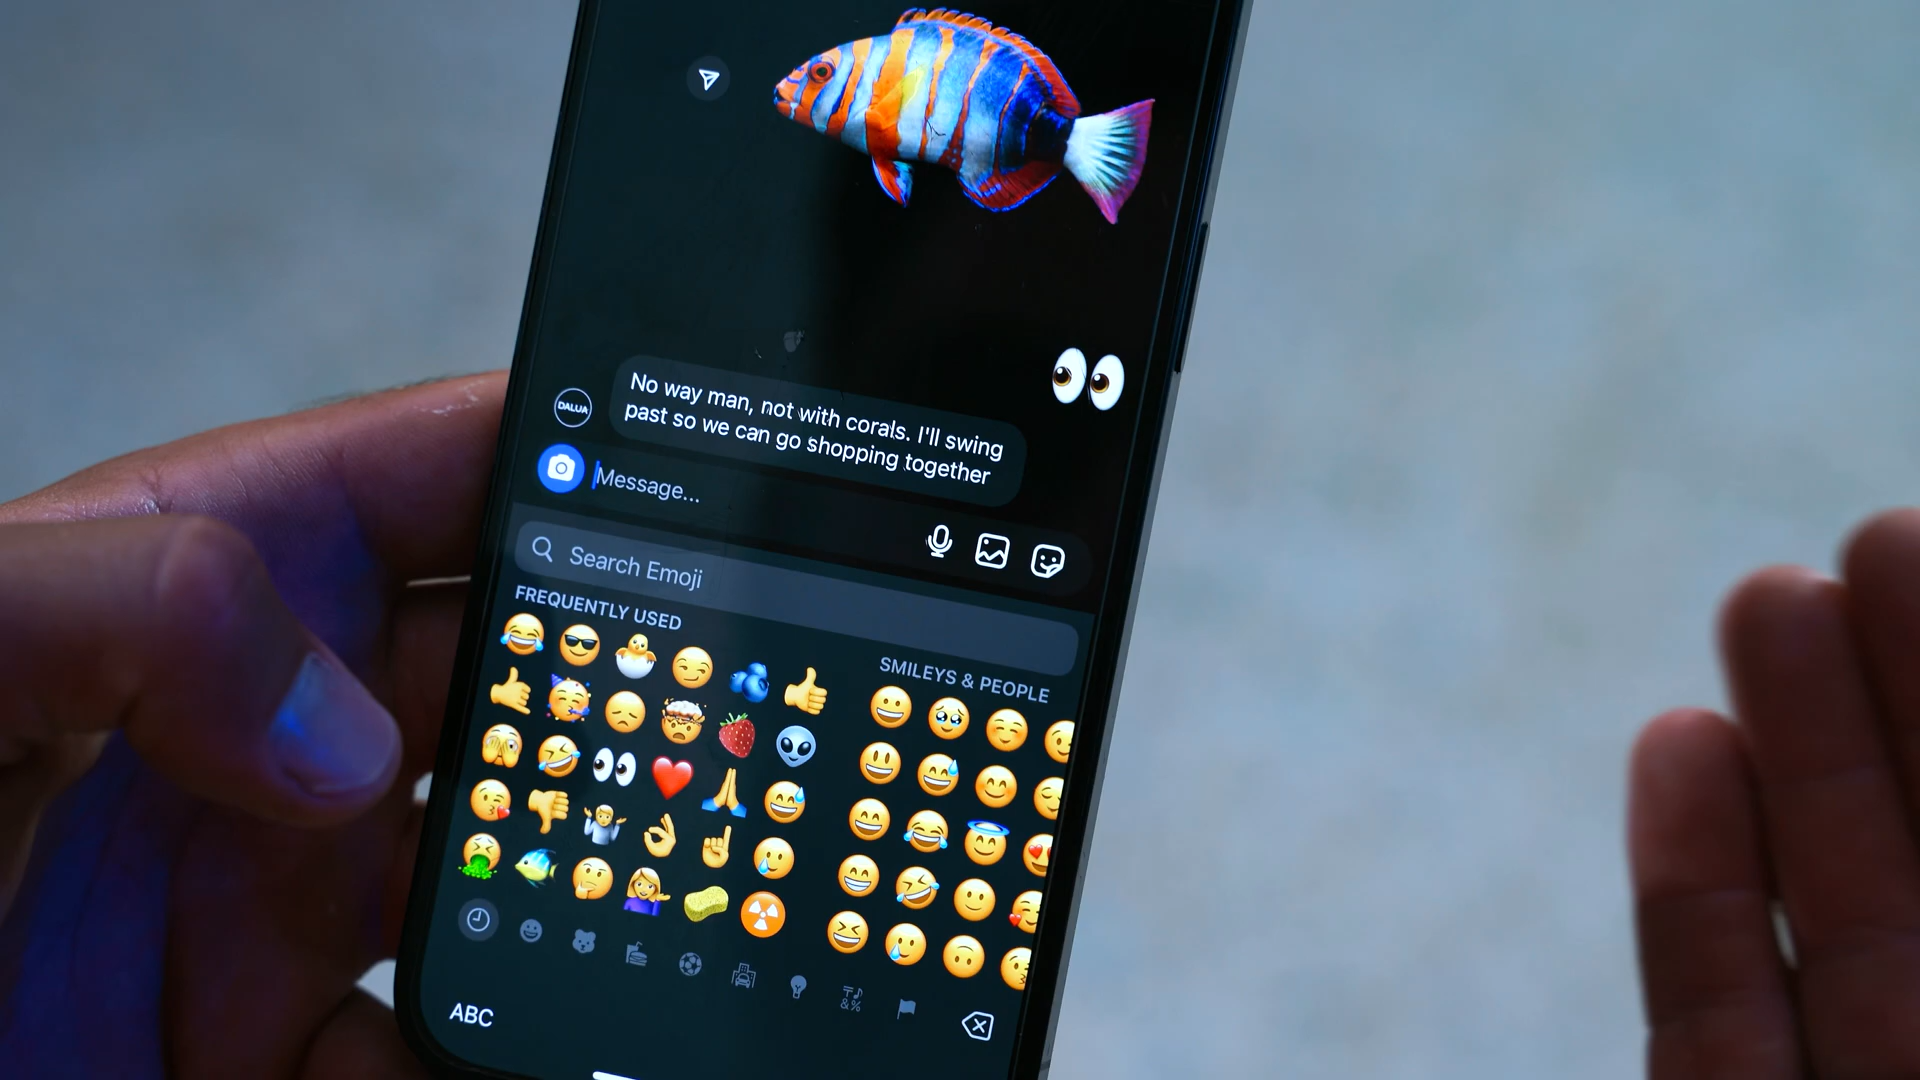 No way man, not with corals. I'll swing
past so we can go shopping together
DALUA
Message...
Search Emoji
FREQUENTLY USED
SMILEYS & PEOPLE
ABC